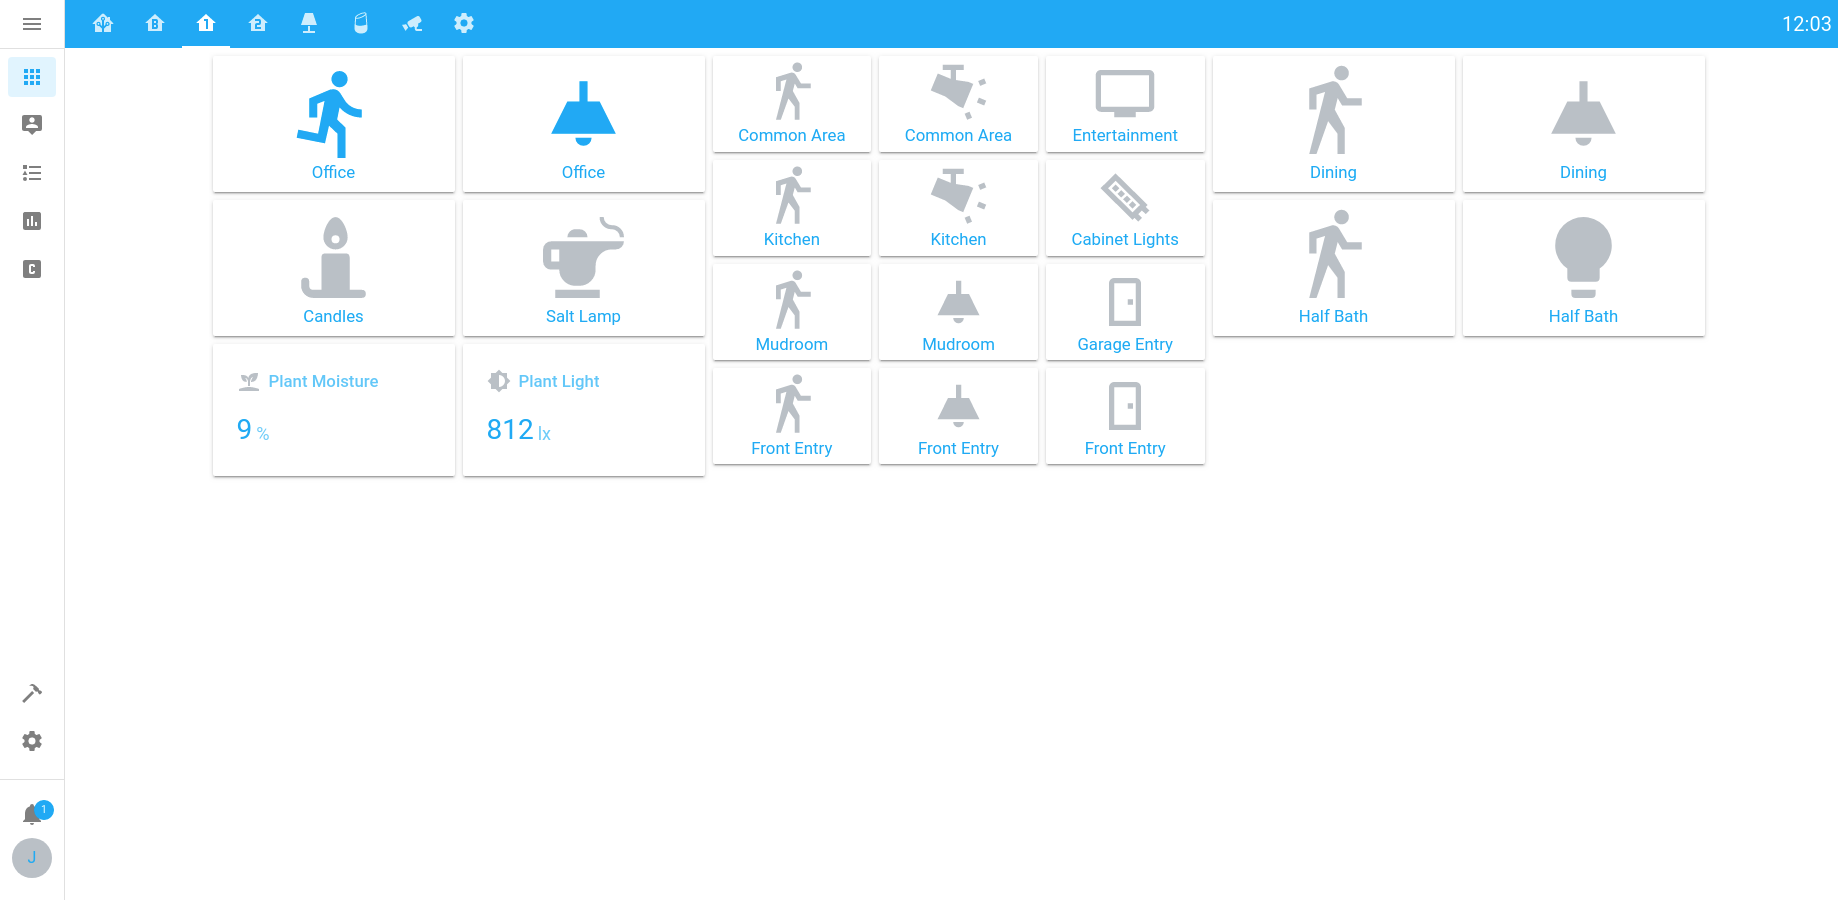 12:03
Office
Office
Candles
Salt Lamp
Plant Moisture
9 %
Plant Light
812 lx
Common Area
Common Area
Entertainment
Kitchen
Kitchen
Cabinet Lights
Mudroom
Mudroom
Garage Entry
Front Entry
Front Entry
Front Entry
Dining
Dining
Half Bath
Half Bath
1
J